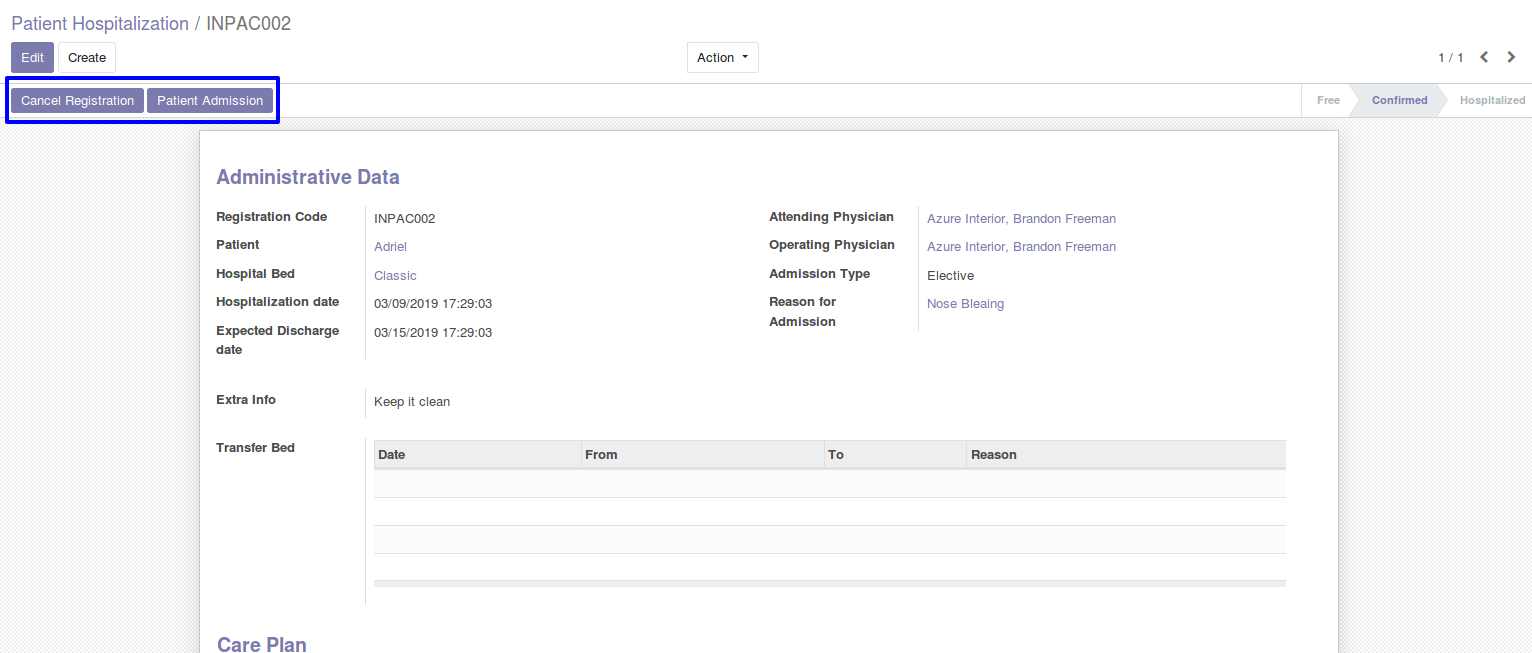 Patient Hospitalization / INPAC002
Edit Create Action 1 / 1
Cancel Registration Patient Admission Free Confirmed Hospitalized
Administrative Data
Registration Code INPAC002
Patient Adriel
Hospital Bed Classic
Hospitalization date 03/09/2019 17:29:03
Expected Discharge date 03/15/2019 17:29:03
Attending Physician Azure Interior, Brandon Freeman
Operating Physician Azure Interior, Brandon Freeman
Admission Type Elective
Reason for Admission Nose Bleaing
Extra Info Keep it clean
Transfer Bed
Date From To Reason
Care Plan